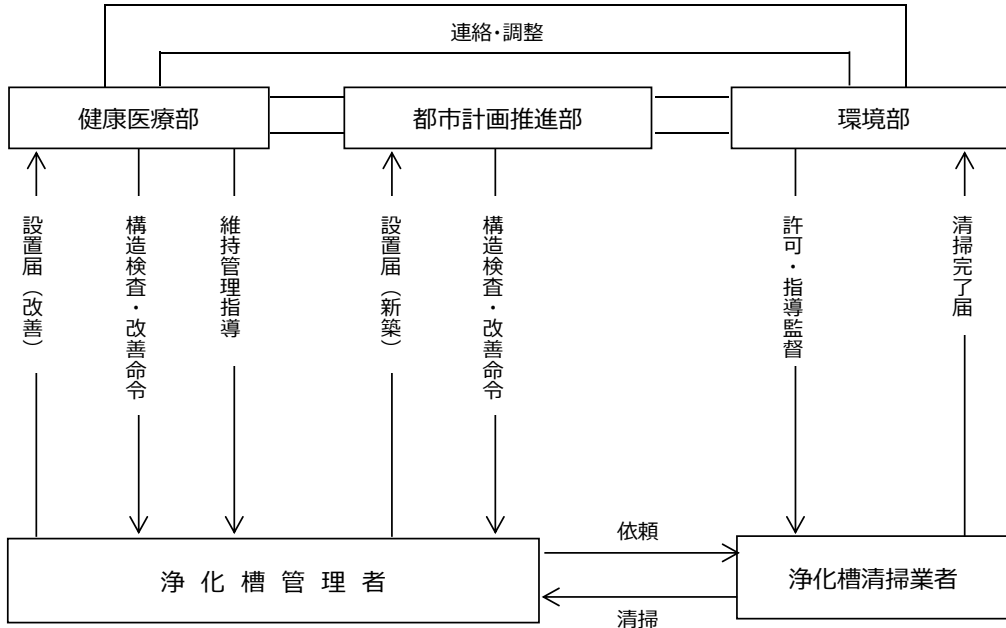 連絡・調整
健康医療部
都市計画推進部
環境部
設置届（改善）
構造検査・改善命令
維持管理指導
設置届（新築）
構造検査・改善命令
許可・指導監督
清掃完了届
依頼
浄化槽管理者
浄化槽清掃業者
清掃